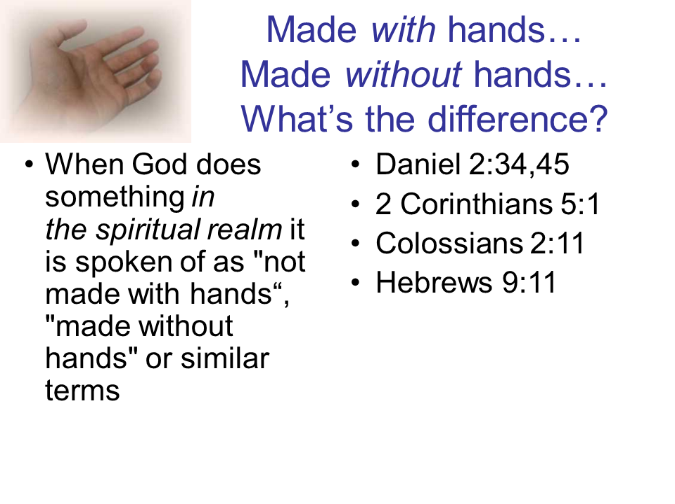 Made with hands…
Made without hands…
What’s the difference?
• When God does
something in
the spiritual realm it
is spoken of as "not
made with hands“,
"made without
hands" or similar
terms
• Daniel 2:34,45
• 2 Corinthians 5:1
• Colossians 2:11
• Hebrews 9:11